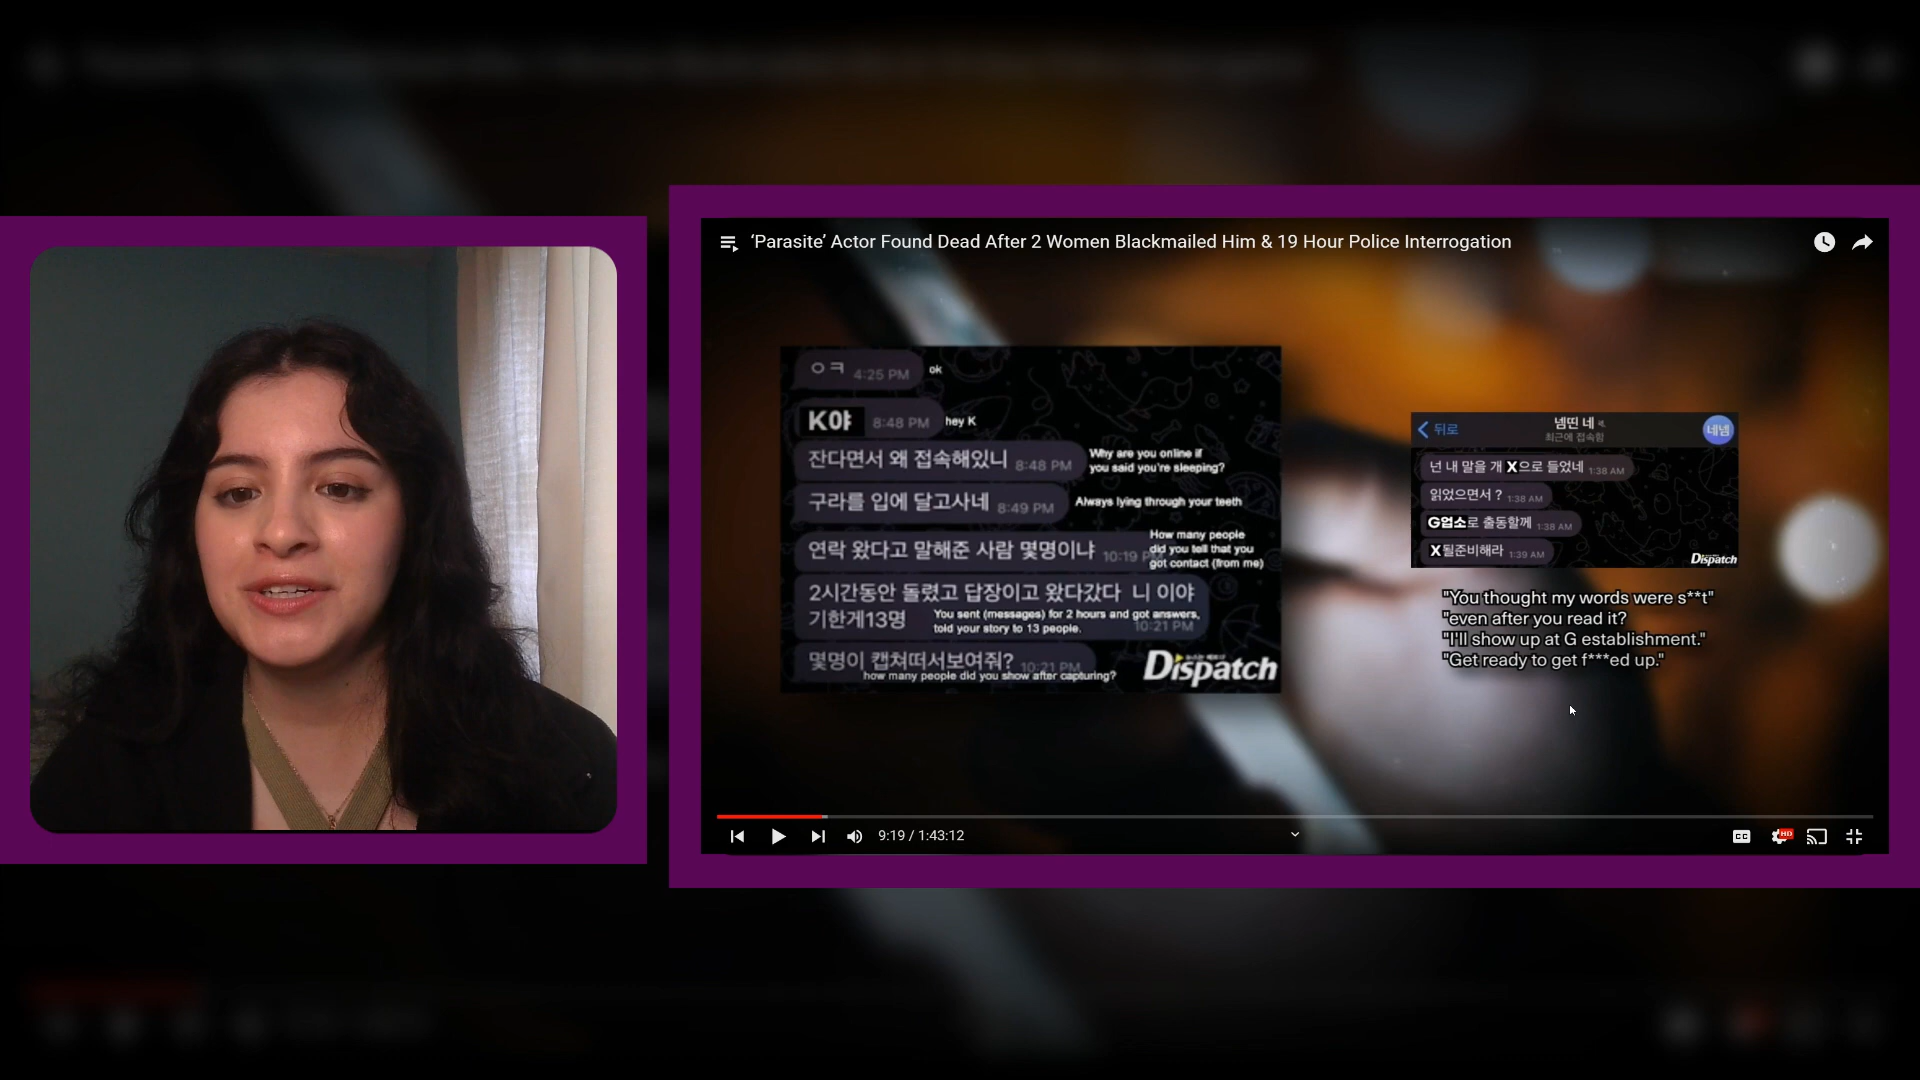 ‘Parasite’ Actor Found Dead After 2 Women Blackmailed Him & 19 Hour Police Interrogation
ㅇㅋ 4:25 PM ok
K야 8:48 PM hey K
잔다면서 왜 접속해있니 8:48 PM
Why are you online if
you said you're sleeping?
구라를 입에 달고사네 8:49 PM Always lying through your teeth
연락 왔다고 말해준 사람 몇명이냐 10:19 P
How many people
did you tell that you
got contact (from me)
2시간동안 돌렸고 답장이고 왔다갔다 니 이야
기한게13명
You sent (messages) for 2 hours and got answers,
told your story to 13 people.
10:21 PM
몇명이 캡쳐떠서보여줘? 10:21 PM
how many people did you show after capturing?
Dispatch
뒤로
넴띤 네
최근에 접속함
네넴
넌 내 말을 개 X으로 들었네 1:38 AM
읽었으면서 ? 1:38 AM
G업소로 출동할께 1:38 AM
X될준비해라 1:39 AM
Dispatch
"You thought my words were s**t"
"even after you read it?
"I'll show up at G establishment."
"Get ready to get f***ed up."
9:19 / 1:43:12
CC
HD